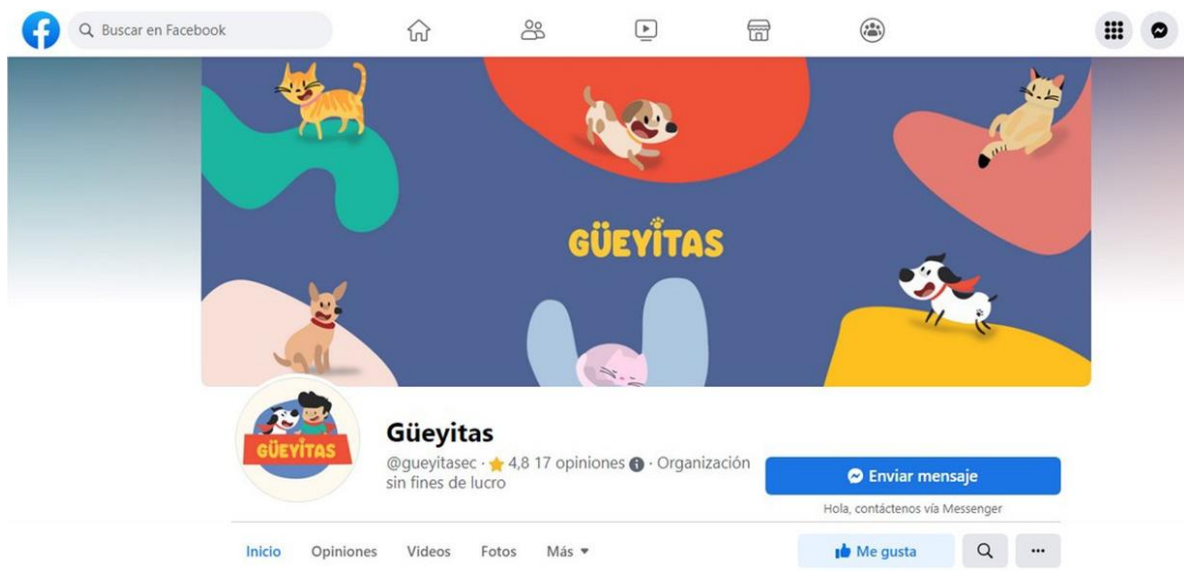 Buscar en Facebook
GÜEYITAS
GÜEYITAS
Güeyitas
@gueyitasec · 4,8 17 opiniones · Organización
sin fines de lucro
Enviar mensaje
Hola, contáctenos vía Messenger
Inicio Opiniones Videos Fotos Más
Me gusta